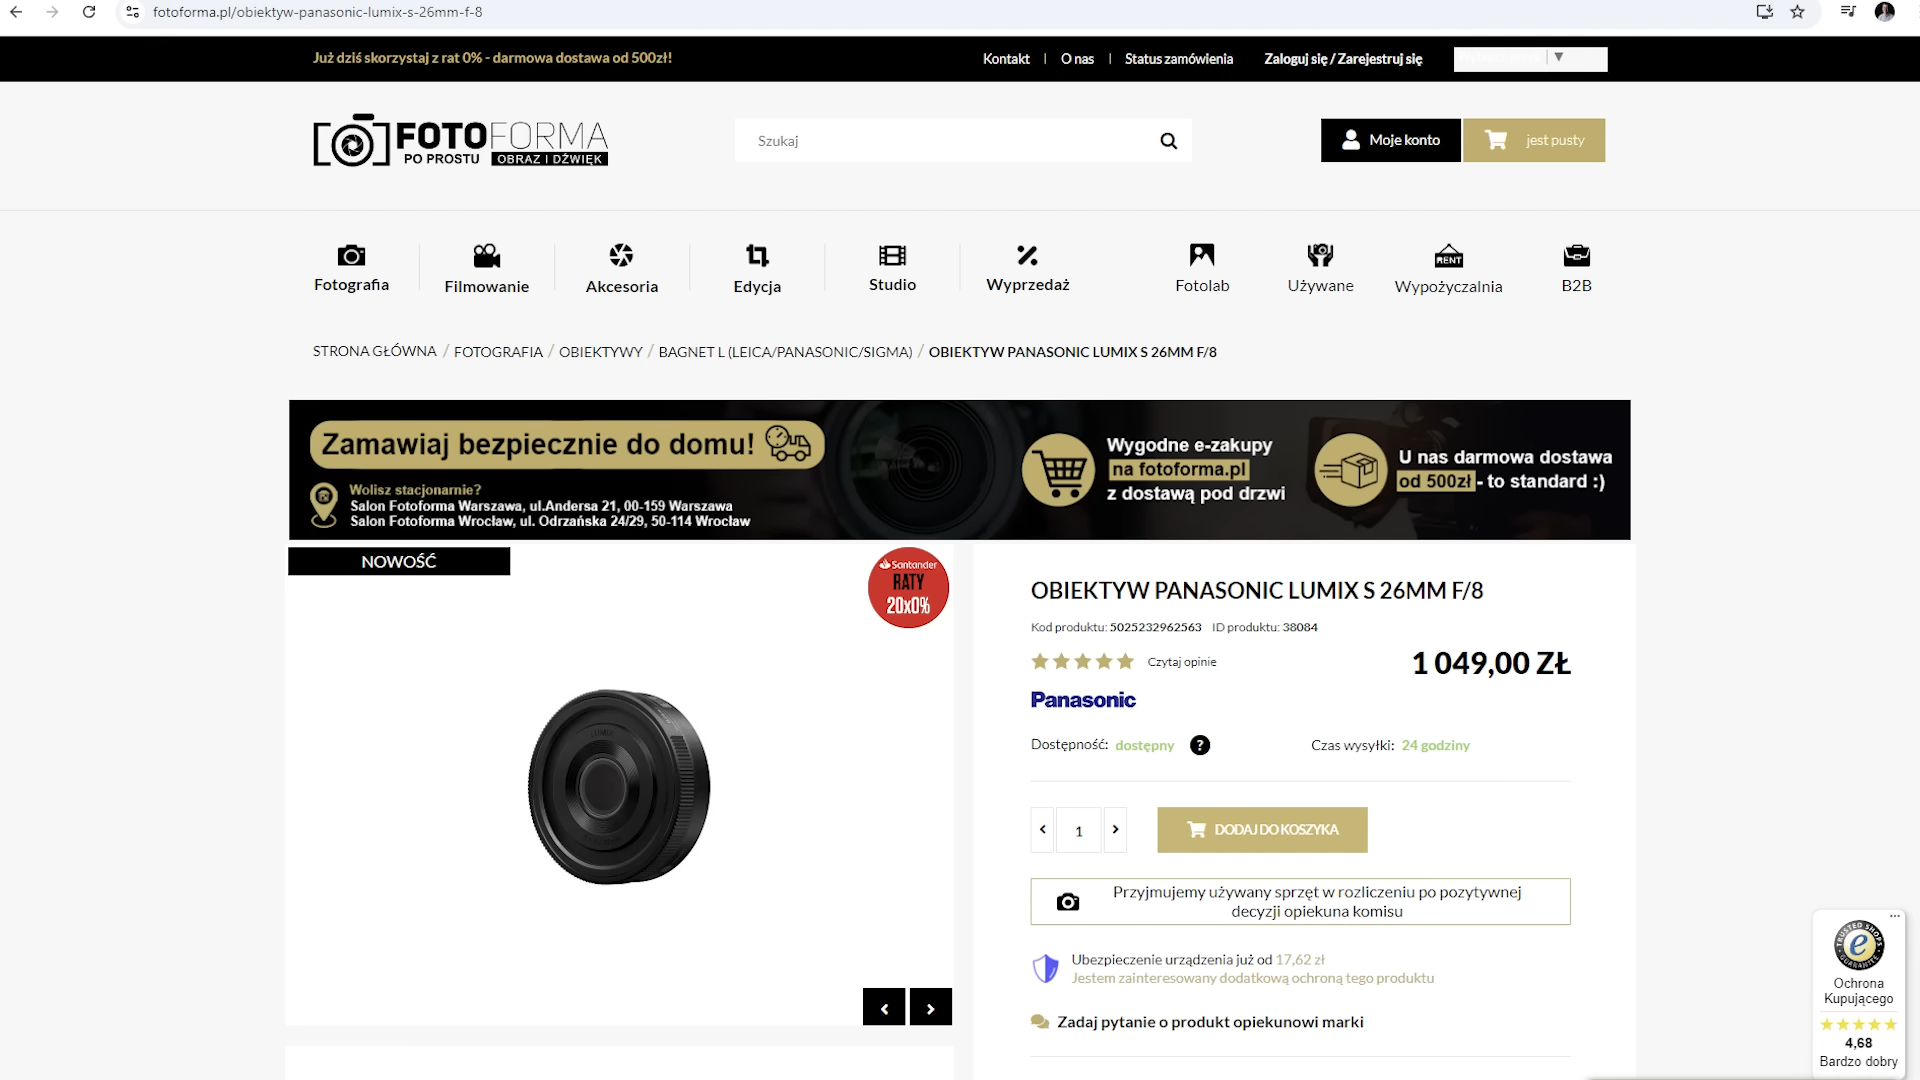 fotoforma.pl/obiektyw-panasonic-lumix-s-26mm-f-8
Już dziś skorzystaj z rat 0% - darmowa dostawa od 500zł!
Kontakt | O nas | Status zamówienia
Zaloguj się / Zarejestruj się
FOTOFORMA
PO PROSTU OBRAZ I DŹWIĘK
Szukaj
Moje konto
jest pusty
Fotografia
Filmowanie
Akcesoria
Edycja
Studio
Wyprzedaż
Fotolab
Używane
RENT
Wypożyczalnia
B2B
STRONA GŁÓWNA / FOTOGRAFIA / OBIEKTYWY / BAGNET L (LEICA/PANASONIC/SIGMA) / OBIEKTYW PANASONIC LUMIX S 26MM F/8
Zamawiaj bezpiecznie do domu!
Wolisz stacjonarnie?
Salon Fotoforma Warszawa, ul.Andersa 21, 00-159 Warszawa
Salon Fotoforma Wrocław, ul. Odrzańska 24/29, 50-114 Wrocław
Wygodne e-zakupy
na fotoforma.pl
z dostawą pod drzwi
U nas darmowa dostawa
od 500zł - to standard :)
NOWOŚĆ
Santander
RATY
20x0%
LUMIX
OBIEKTYW PANASONIC LUMIX S 26MM F/8
Kod produktu: 5025232962563 ID produktu: 38084
Czytaj opinie
1 049,00 ZŁ
Panasonic
Dostępność: dostępny ?
Czas wysyłki: 24 godziny
1
DODAJ DO KOSZYKA
Przyjmujemy używany sprzęt w rozliczeniu po pozytywnej
decyzji opiekuna komisu
Ubezpieczenie urządzenia już od 17,62 zł
Jestem zainteresowany dodatkową ochroną tego produktu
Zadaj pytanie o produkt opiekunowi marki
TRUSTED SHOPS
GUARANTEE
Ochrona
Kupującego
4,68
Bardzo dobry